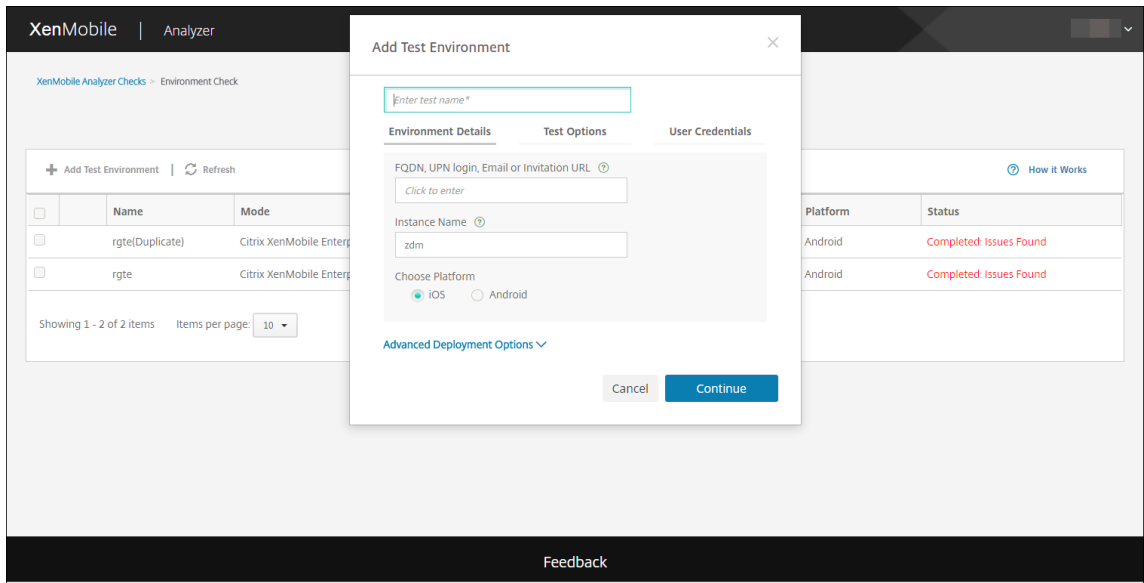 XenMobile | Analyzer
XenMobile Analyzer Checks > Environment Check
Add Test Environment | Refresh
How it Works
Name Mode Platform Status
rgte(Duplicate) Citrix XenMobile Enterp Android Completed: Issues Found
rgte Citrix XenMobile Enterp Android Completed: Issues Found
Showing 1 - 2 of 2 items Items per page: 10
Add Test Environment
Enter test name*
Environment Details Test Options User Credentials
FQDN, UPN login, Email or Invitation URL ?
Click to enter
Instance Name ?
zdm
Choose Platform
iOS Android
Advanced Deployment Options
Cancel Continue
Feedback